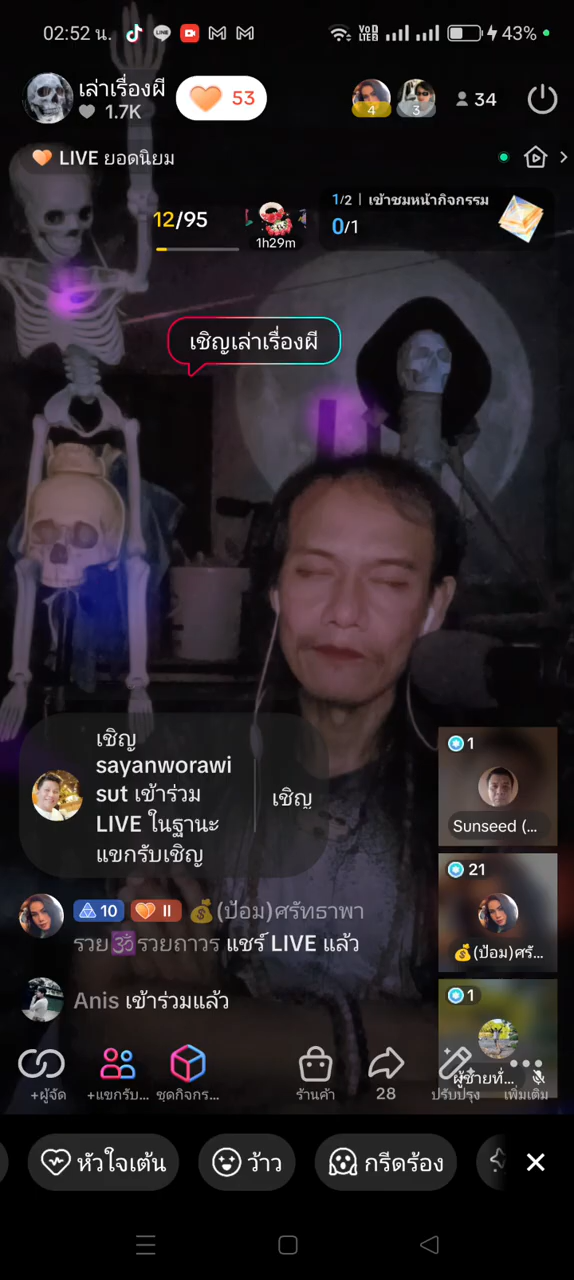 02:52 น.
VoD LTEB
43%
เล่าเรื่องผี
1.7K
53
4
3
34
LIVE ยอดนิยม
12/95
1h29m
1/2 | เข้าชมหน้ากิจกรรม
0/1
เชิญเล่าเรื่องผี
เชิญ
sayanworawi
sut เข้าร่วม
LIVE ในฐานะ
แขกรับเชิญ
เชิญ
1
Sunseed (...
21
💰(ป้อม)ศรั...
1
ผู้ชายที่...
10 II 💰(ป้อม)ศรัทธาพา
รวย🕉รวยถาวร แชร์ LIVE แล้ว
Anis เข้าร่วมแล้ว
+ผู้จัด
+แขกรับ...
ชุดกิจกร...
ร้านค้า
28
ปรับปรุง
เพิ่มเติม
หัวใจเต้น
ว้าว
กรีดร้อง